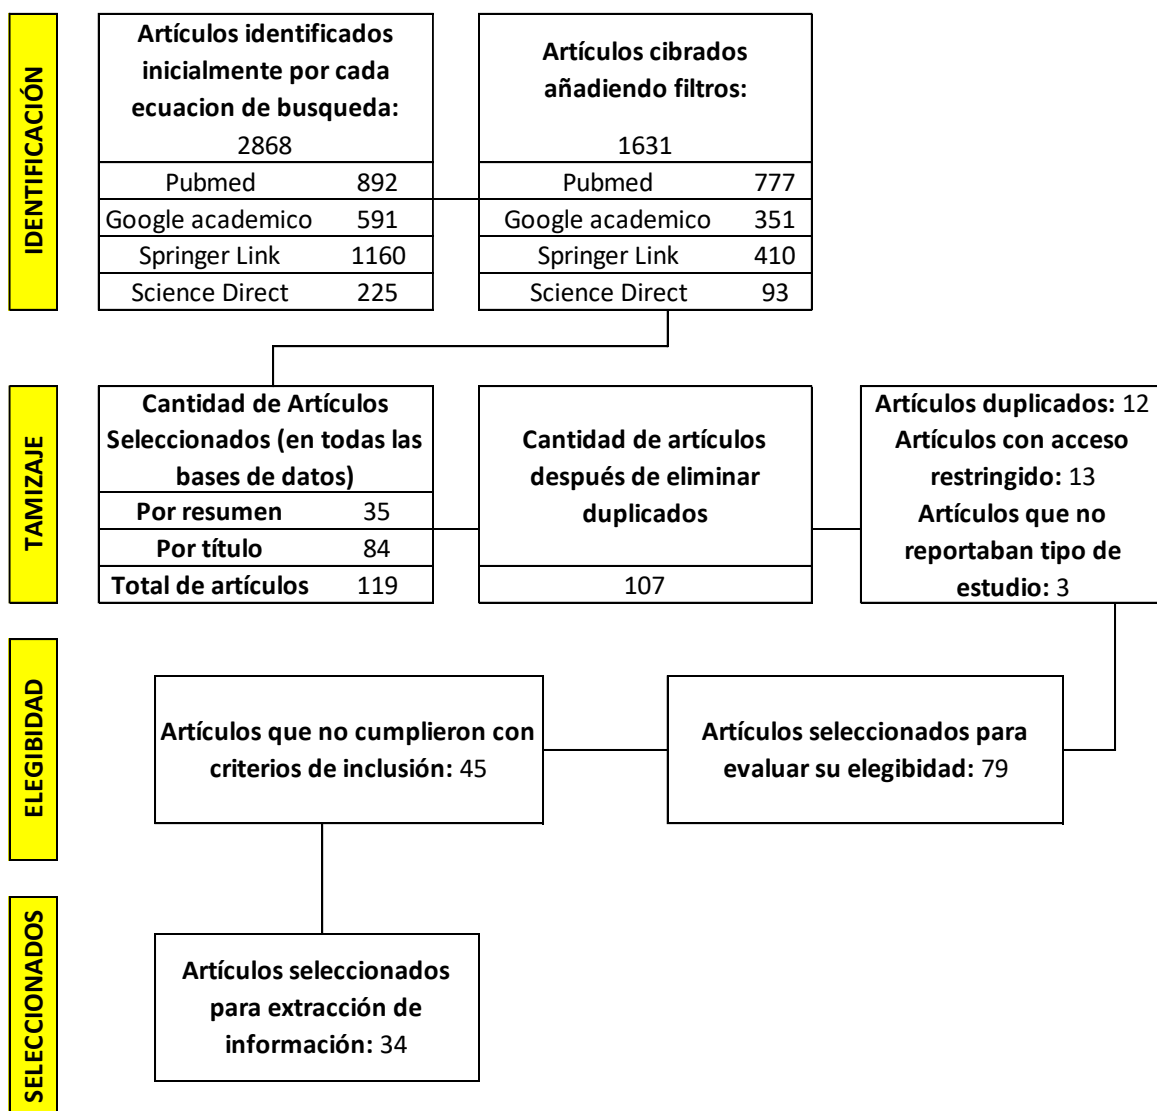 IDENTIFICACIÓN
Artículos identificados
inicialmente por cada
ecuacion de busqueda:
2868
Pubmed 892
Google academico 591
Springer Link 1160
Science Direct 225
Artículos cibrados
añadiendo filtros:
1631
Pubmed 777
Google academico 351
Springer Link 410
Science Direct 93
TAMIZAJE
Cantidad de Artículos
Seleccionados (en todas las
bases de datos)
Por resumen 35
Por título 84
Total de artículos 119
Cantidad de artículos
después de eliminar
duplicados
107
Artículos duplicados: 12
Artículos con acceso
restringido: 13
Artículos que no
reportaban tipo de
estudio: 3
ELEGIBIDAD
Artículos que no cumplieron con
criterios de inclusión: 45
Artículos seleccionados para
evaluar su elegibidad: 79
SELECCIONADOS
Artículos seleccionados
para extracción de
información: 34